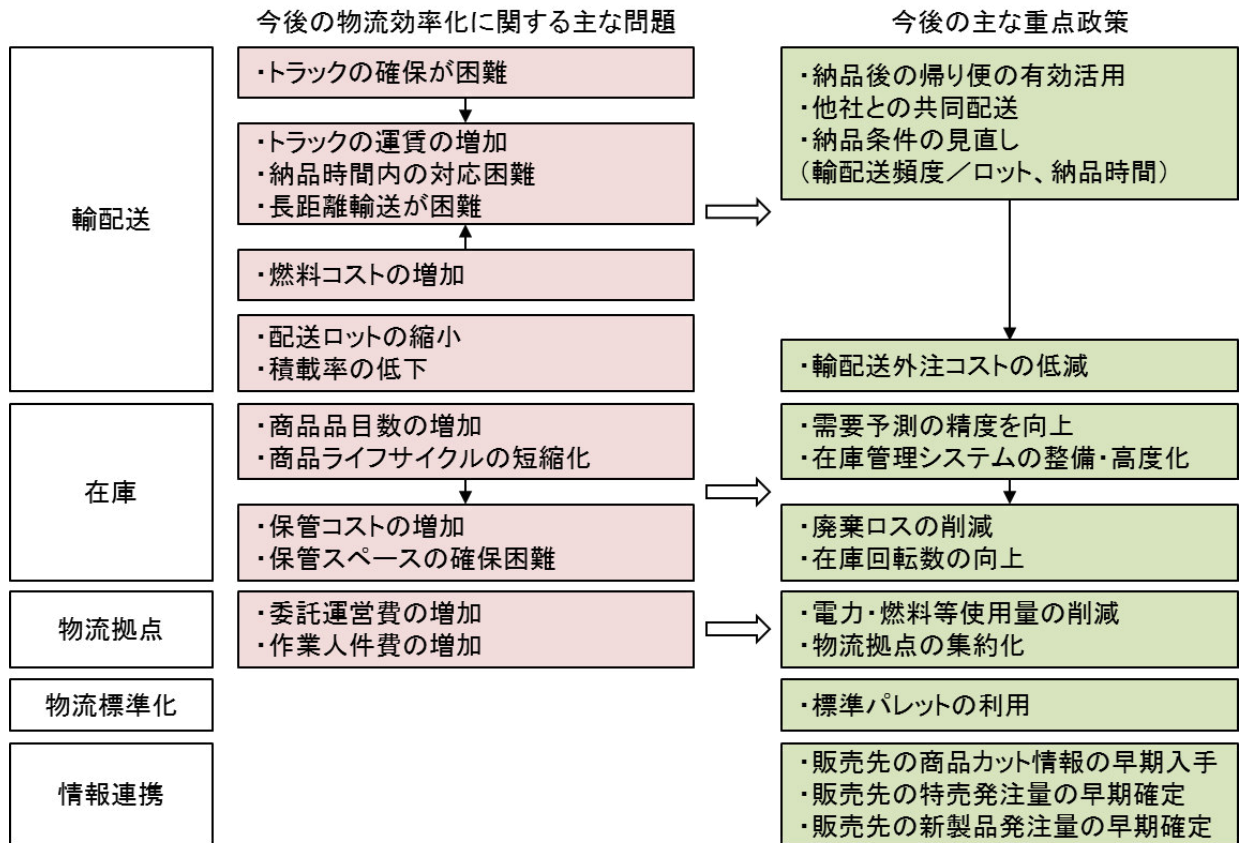 今後の物流効率化に関する主な問題
今後の主な重点政策
輸配送
・トラックの確保が困難
・トラックの運賃の増加
・納品時間内の対応困難
・長距離輸送が困難
・燃料コストの増加
・配送ロットの縮小
・積載率の低下
・納品後の帰り便の有効活用
・他社との共同配送
・納品条件の見直し
(輸配送頻度／ロット、納品時間)
・輸配送外注コストの低減
在庫
・商品品目数の増加
・商品ライフサイクルの短縮化
・保管コストの増加
・保管スペースの確保困難
・需要予測の精度を向上
・在庫管理システムの整備・高度化
・廃棄ロスの削減
・在庫回転数の向上
物流拠点
・委託運営費の増加
・作業人件費の増加
・電力・燃料等使用量の削減
・物流拠点の集約化
物流標準化
・標準パレットの利用
情報連携
・販売先の商品カット情報の早期入手
・販売先の特売発注量の早期確定
・販売先の新製品発注量の早期確定